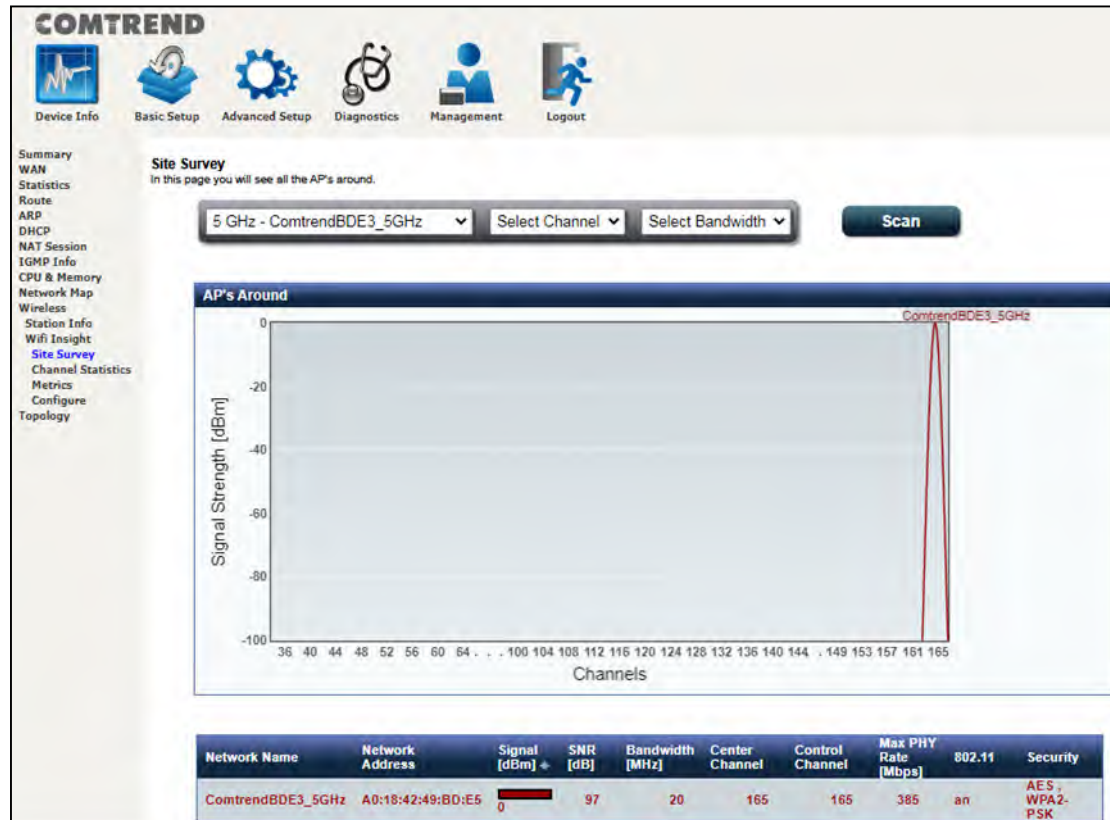 COMTREND
Device Info Basic Setup Advanced Setup Diagnostics Management Logout
Summary
WAN
Statistics
Route
ARP
DHCP
NAT Session
IGMP Info
CPU & Memory
Network Map
Wireless
Station Info
Wifi Insight
Site Survey
Channel Statistics
Metrics
Configure
Topology
Site Survey
In this page you will see all the AP's around.
5 GHz - ComtrendBDE3_5GHz Select Channel Select Bandwidth Scan
AP's Around
ComtrendBDE3_5GHz
0
-20
-40
-60
-80
-100
Signal Strength [dBm]
36 40 44 48 52 56 60 64 . . . 100 104 108 112 116 120 124 128 132 136 140 144 . 149 153 157 161 165
Channels
Network Name Network Address Signal [dBm] SNR [dB] Bandwidth [MHz] Center Channel Control Channel Max PHY Rate [Mbps] 802.11 Security
ComtrendBDE3_5GHz A0:18:42:49:BD:E5 0 97 20 165 165 385 an AES , WPA2-PSK